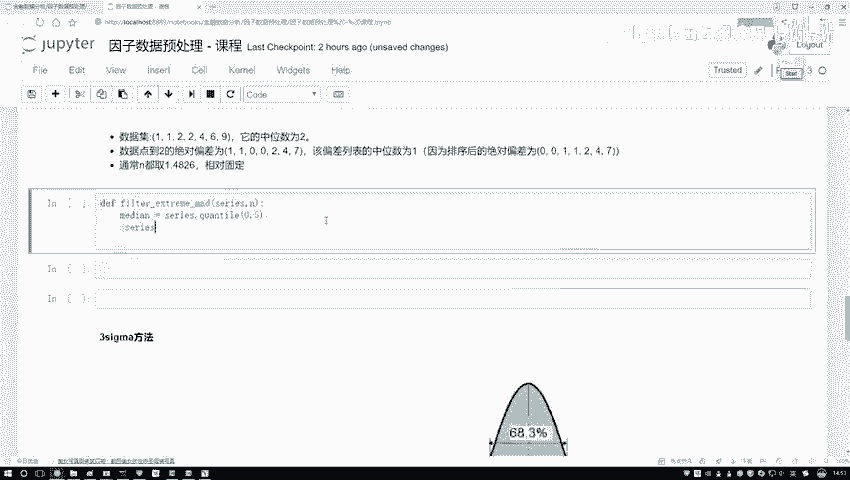 http://localhost:8889/notebooks/
jupyter 因子数据预处理 - 课程 Last Checkpoint: 2 hours ago (unsaved changes)
Logout
File Edit View Insert Cell Kernel Widgets Help
Trusted
3
Code
数据集:(1, 1, 2, 2, 4, 6, 9)，它的中位数为2。
数据点到2的绝对偏差为(1, 1, 0, 0, 2, 4, 7)，该偏差列表的中位数为1（因为排序后的绝对偏差为(0, 0, 1, 1, 2, 4, 7)）
通常n都取1.4826，相对固定
In [ ]:
def filter_extreme_mad(series,n):
median = series.quantile(0.5)
series
In [ ]:
In [ ]:
3sigma方法
68.3%
14:53